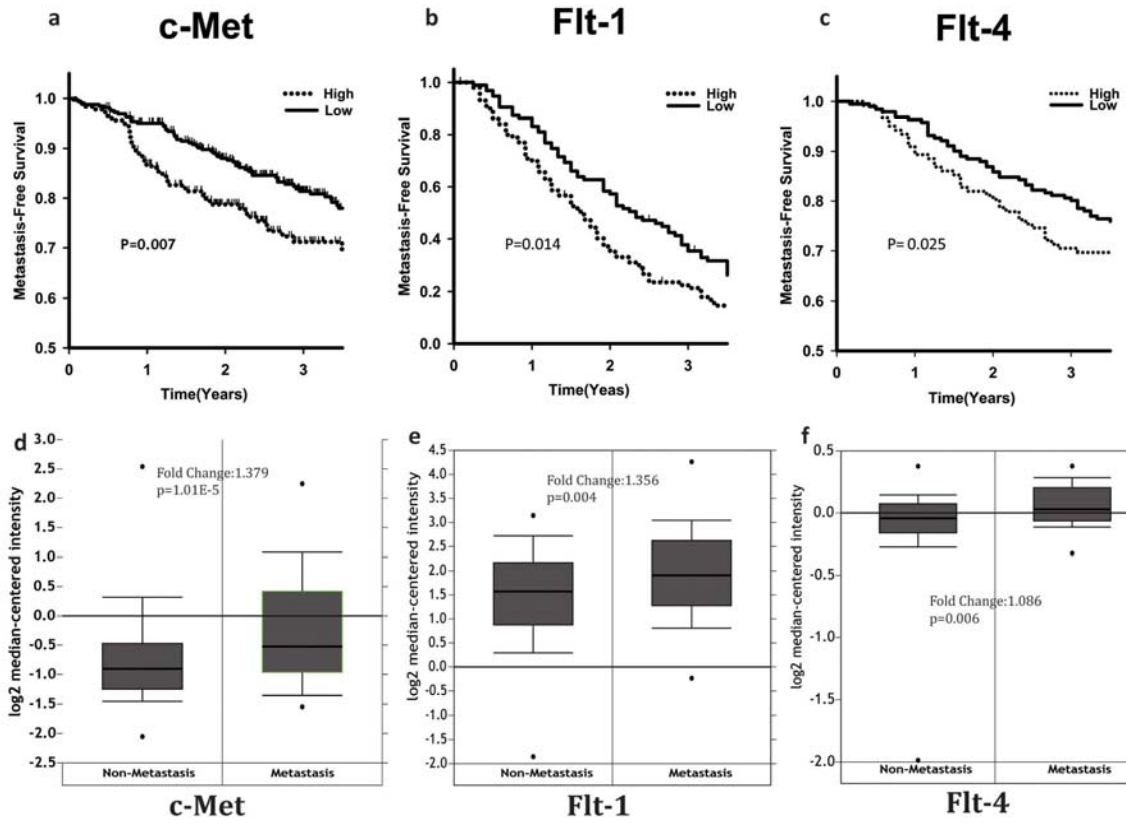 a
c-Met
High
Low
Metastasis-Free Survival
1.0
0.9
0.8
0.7
0.6
0.5
P=0.007
0 1 2 3
Time(Years)
b
Flt-1
High
Low
Metastasis-Free Survival
1.0
0.8
0.6
0.4
0.2
0.0
P=0.014
0 1 2 3
Time(Yeas)
c
Flt-4
High
Low
Metastasis-Free Survival
1.0
0.9
0.8
0.7
0.6
0.5
P= 0.025
0 1 2 3
Time(Years)
d
log2 median-centered intensity
3.0
2.5
2.0
1.5
1.0
0.5
0.0
-0.5
-1.0
-1.5
-2.0
-2.5
Fold Change:1.379
p=1.01E-5
Non-Metastasis Metastasis
c-Met
e
log2 median-centered intensity
4.5
4.0
3.5
3.0
2.5
2.0
1.5
1.0
0.5
0.0
-0.5
-1.0
-1.5
-2.0
Fold Change:1.356
p=0.004
Non-Metastasis Metastasis
Flt-1
f
log2 median-centered intensity
0.5
0.0
-0.5
-1.0
-1.5
-2.0
Fold Change:1.086
p=0.006
Non-Metastasis Metastasis
Flt-4